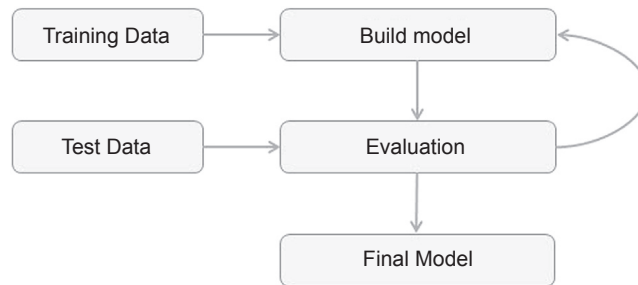 Training Data
Build model
Test Data
Evaluation
Final Model